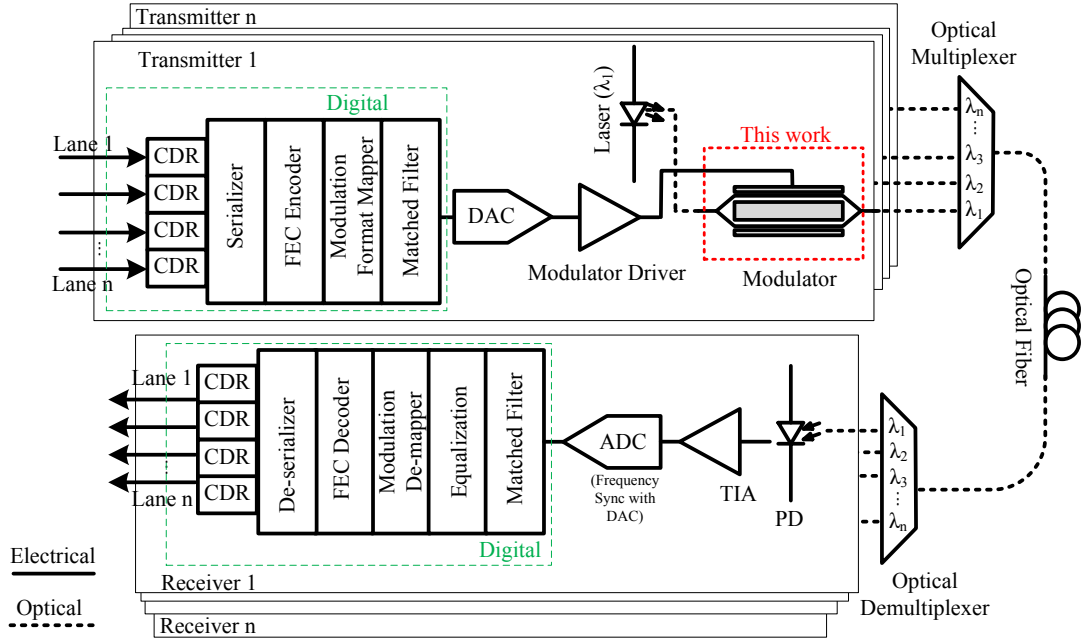 Transmitter n
Transmitter 1
Optical
Multiplexer
Digital
Laser (λ1)
This work
Lane 1
...
Lane n
CDR
CDR
CDR
CDR
Serializer
FEC Encoder
Modulation
Format Mapper
Matched Filter
DAC
Modulator Driver
Modulator
λn
...
λ3
λ2
λ1
Optical Fiber
Lane 1
...
Lane n
CDR
CDR
CDR
CDR
De-serializer
FEC Decoder
Modulation
De-mapper
Equalization
Matched Filter
Digital
ADC
(Frequency
Sync with
DAC)
TIA
PD
λ1
λ2
λ3
...
λn
Optical
Demultiplexer
Electrical
Optical
Receiver 1
Receiver n